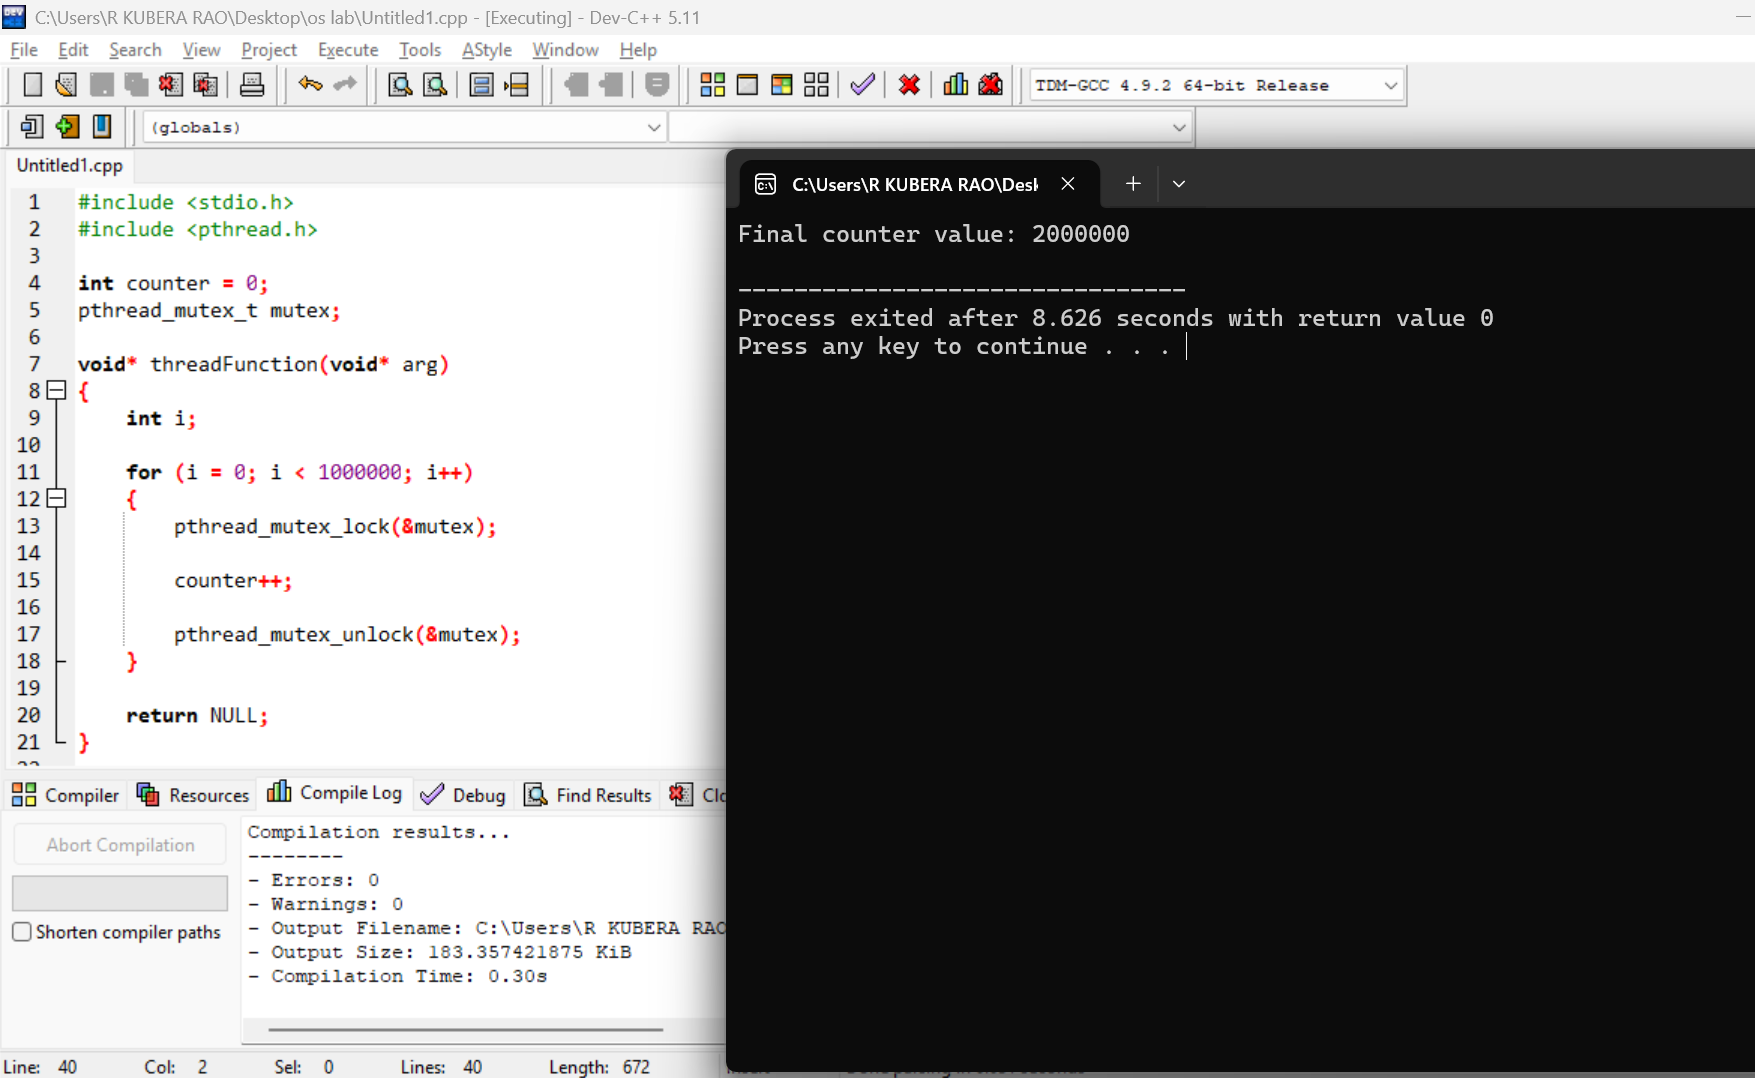 C:\Users\R KUBERA RAO\Desktop\os lab\Untitled1.cpp - [Executing] - Dev-C++ 5.11
File Edit Search View Project Execute Tools AStyle Window Help
TDM-GCC 4.9.2 64-bit Release
(globals)
Untitled1.cpp
1 #include <stdio.h>
2 #include <pthread.h>
3
4 int counter = 0;
5 pthread_mutex_t mutex;
6
7 void* threadFunction(void* arg)
8 {
9 int i;
10
11 for (i = 0; i < 1000000; i++)
12 {
13 pthread_mutex_lock(&mutex);
14
15 counter++;
16
17 pthread_mutex_unlock(&mutex);
18 }
19
20 return NULL;
21 }
C:\Users\R KUBERA RAO\Desk
Final counter value: 2000000
--------------------------------
Process exited after 8.626 seconds with return value 0
Press any key to continue . . .
Compiler Resources Compile Log Debug Find Results Clo
Abort Compilation
Shorten compiler paths
Compilation results...
--------
- Errors: 0
- Warnings: 0
- Output Filename: C:\Users\R KUBERA RAO
- Output Size: 183.357421875 KiB
- Compilation Time: 0.30s
Line: 40 Col: 2 Sel: 0 Lines: 40 Length: 672